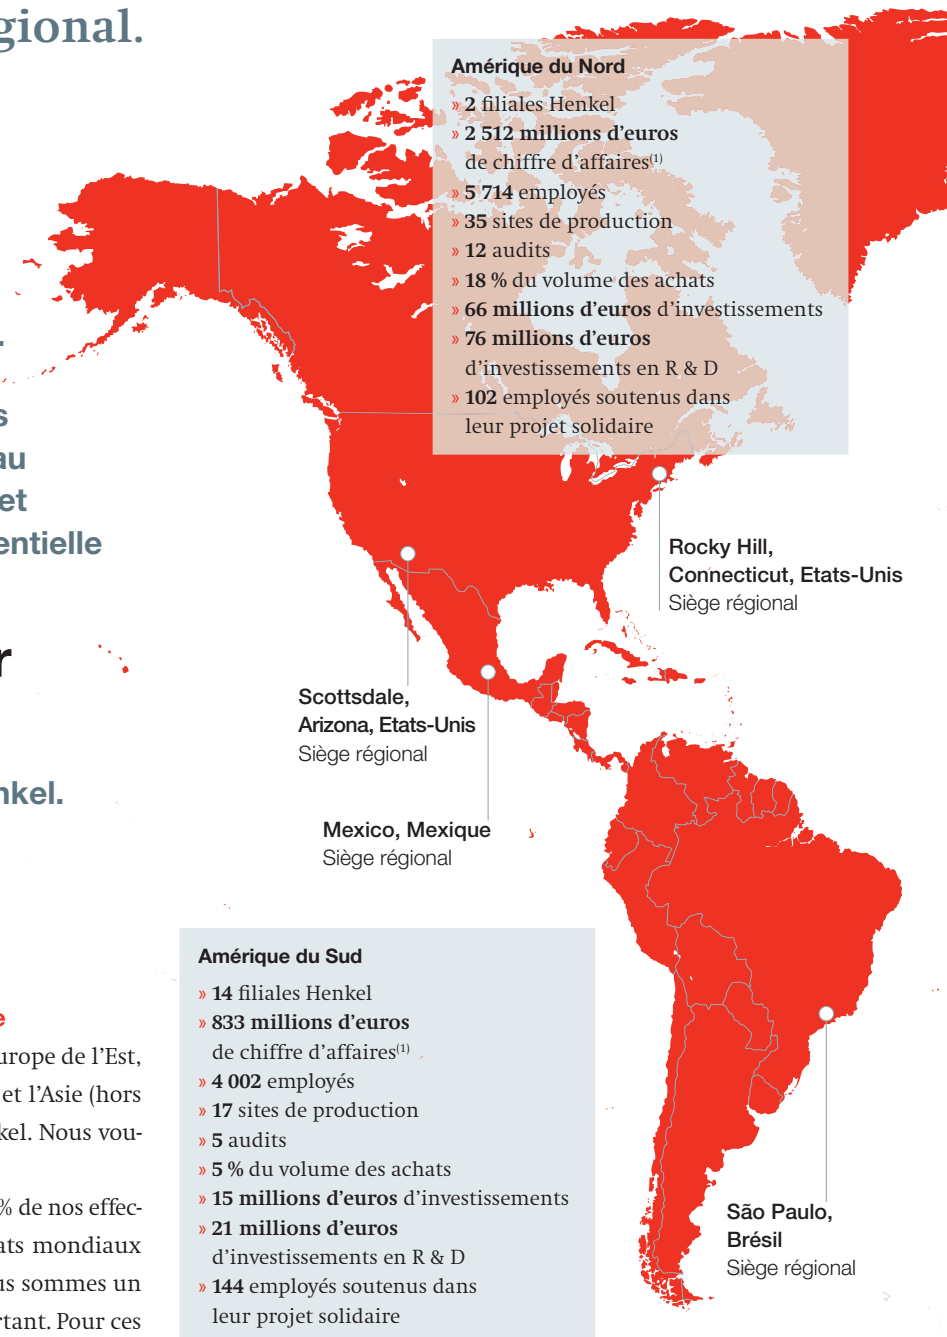 gional.
Amérique du Nord
» 2 filiales Henkel
» 2 512 millions d’euros
de chiffre d’affaires(1)
» 5 714 employés
» 35 sites de production
» 12 audits
» 18 % du volume des achats
» 66 millions d’euros d’investissements
» 76 millions d’euros
d’investissements en R & D
» 102 employés soutenus dans
leur projet solidaire
s
au
et
entielle
Rocky Hill,
Connecticut, Etats-Unis
Siège régional
r
Scottsdale,
Arizona, Etats-Unis
Siège régional
nkel.
Mexico, Mexique
Siège régional
Amérique du Sud
» 14 filiales Henkel
» 833 millions d’euros
de chiffre d’affaires(1)
» 4 002 employés
» 17 sites de production
» 5 audits
» 5 % du volume des achats
» 15 millions d’euros d’investissements
» 21 millions d’euros
d’investissements en R & D
» 144 employés soutenus dans
leur projet solidaire
e
urope de l’Est,
et l’Asie (hors
kel. Nous vou-
% de nos effec-
ats mondiaux
us sommes un
rtant. Pour ces
São Paulo,
Brésil
Siège régional